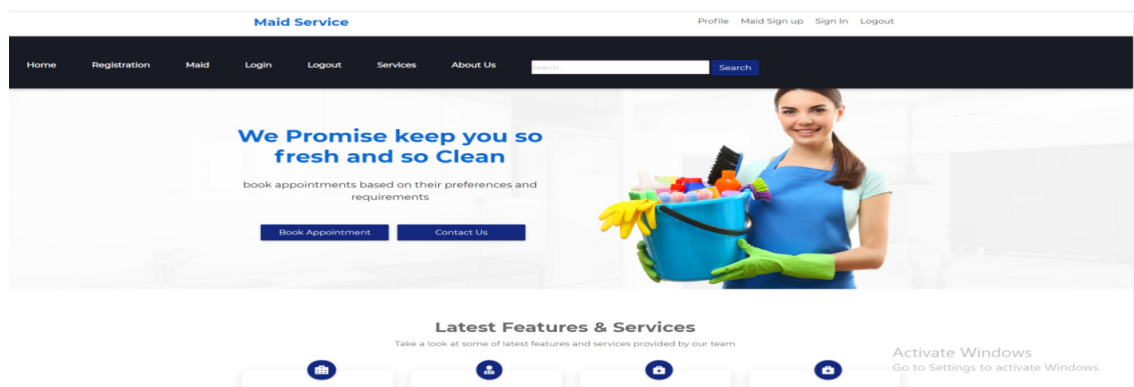 Maid Service
Profile Maid Sign up Sign In Logout
Home Registration Maid Login Logout Services About Us Search... Search
We Promise keep you so
fresh and so Clean
book appointments based on their preferences and
requirements
Book Appointment Contact Us
Latest Features & Services
Take a look at some of latest features and services provided by our team
Activate Windows
Go to Settings to activate Windows.